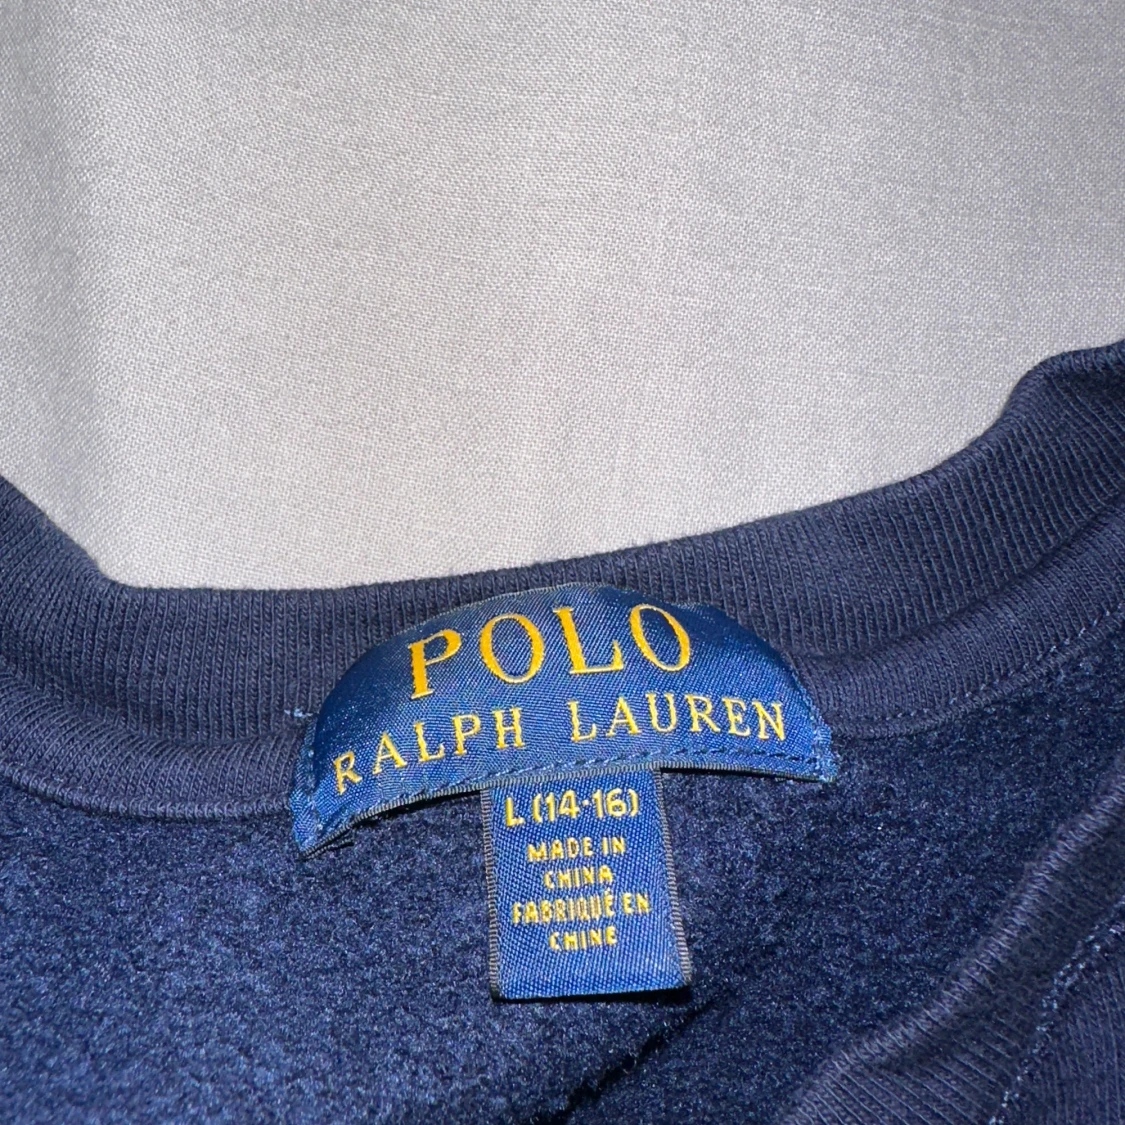 POLO
RALPH LAUREN
L (14-16)
MADE IN
CHINA
FABRIQUÉ EN
CHINE